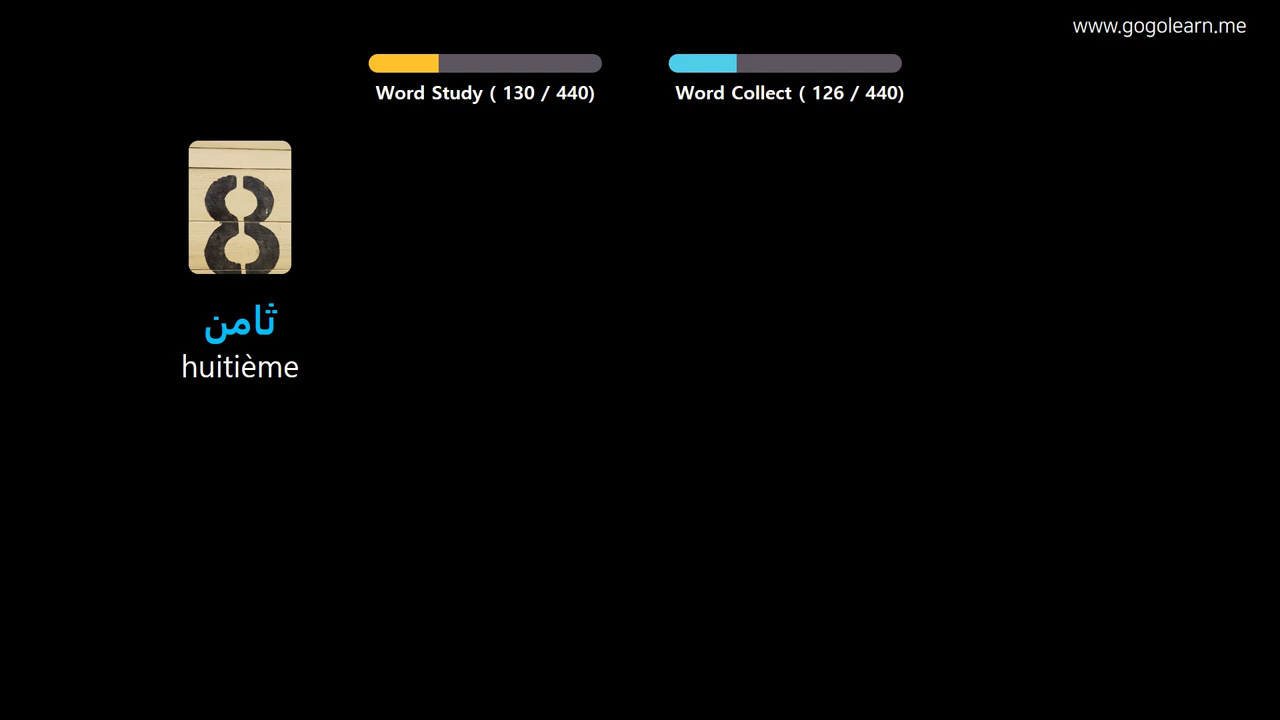 www.gogolearn.me
Word Study ( 130 / 440)
Word Collect ( 126 / 440)
8
ثامن
huitième